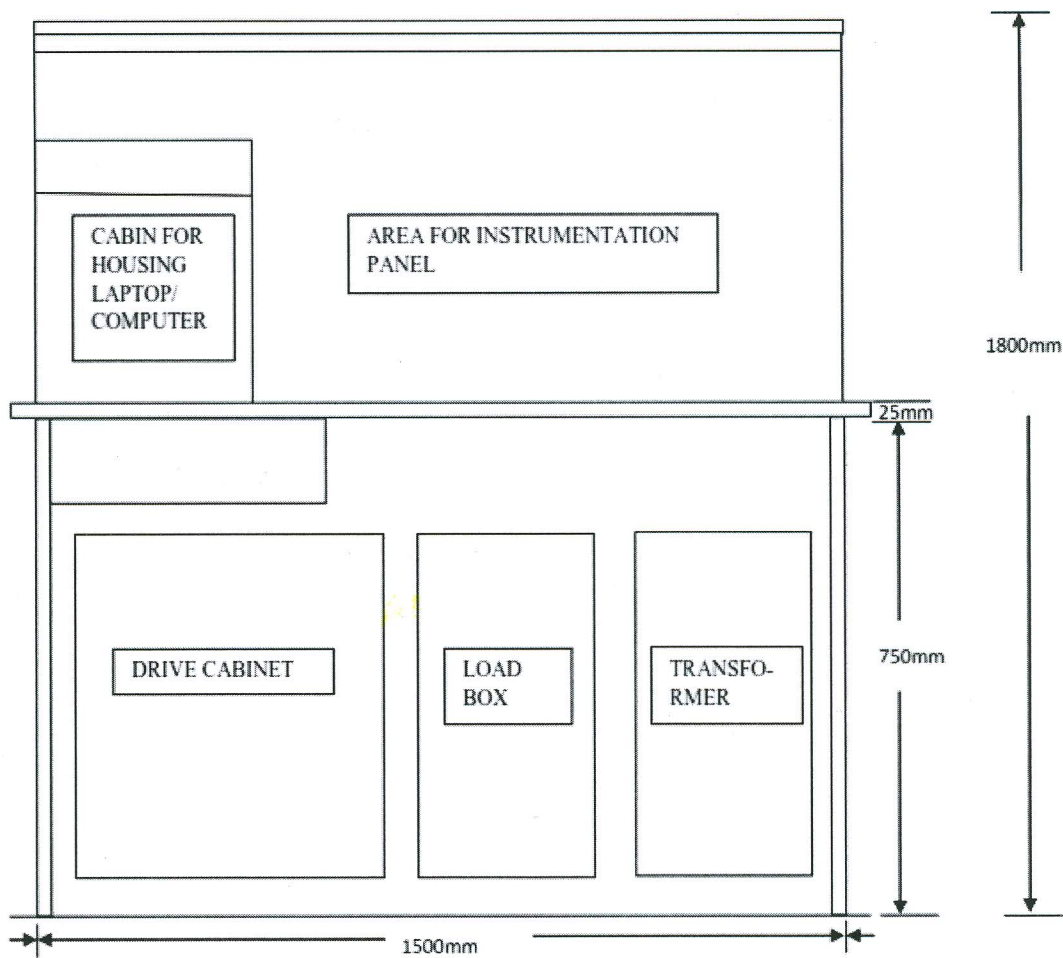 CABIN FOR
HOUSING
LAPTOP/
COMPUTER
AREA FOR INSTRUMENTATION
PANEL
1800mm
25mm
DRIVE CABINET
LOAD
BOX
TRANSFO-
RMER
750mm
1500mm